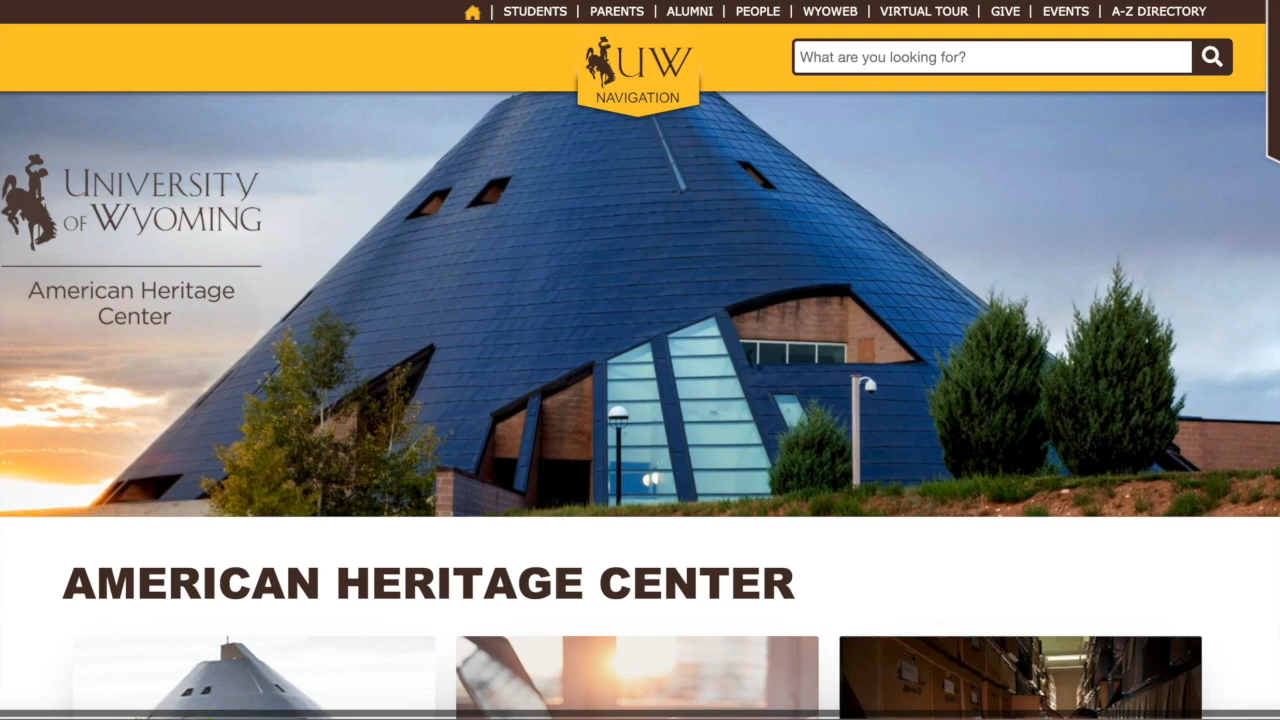 STUDENTS | PARENTS | ALUMNI | PEOPLE | WYOWEB | VIRTUAL TOUR | GIVE | EVENTS | A-Z DIRECTORY
UW
NAVIGATION
What are you looking for?
UNIVERSITY
OF WYOMING
American Heritage
Center
AMERICAN HERITAGE CENTER